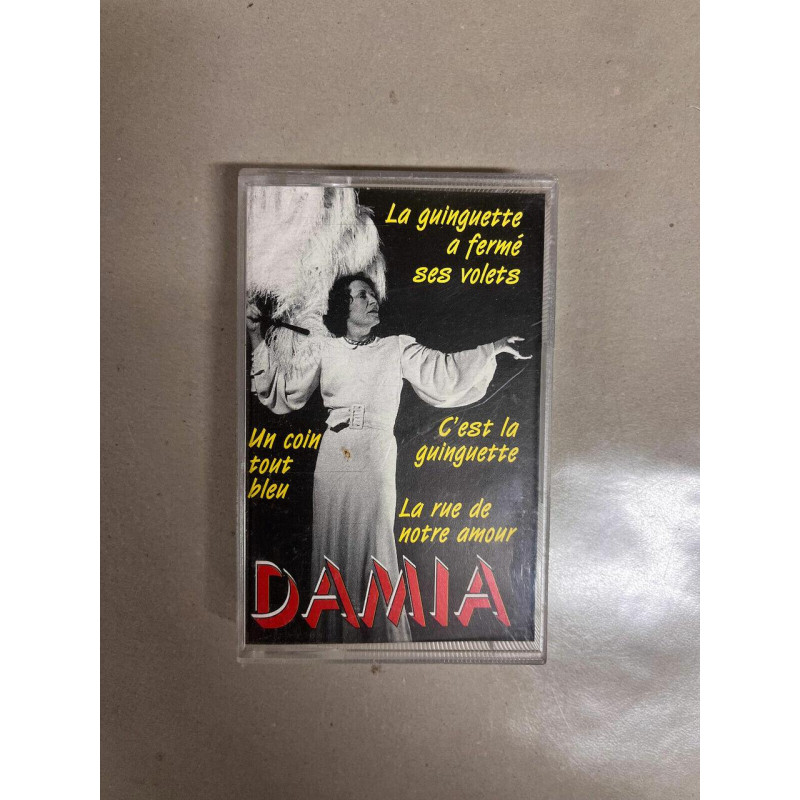 La guinguette
a fermé
ses volets
Un coin
tout
bleu
C'est la
guinguette
La rue de
notre amour
DAMIA